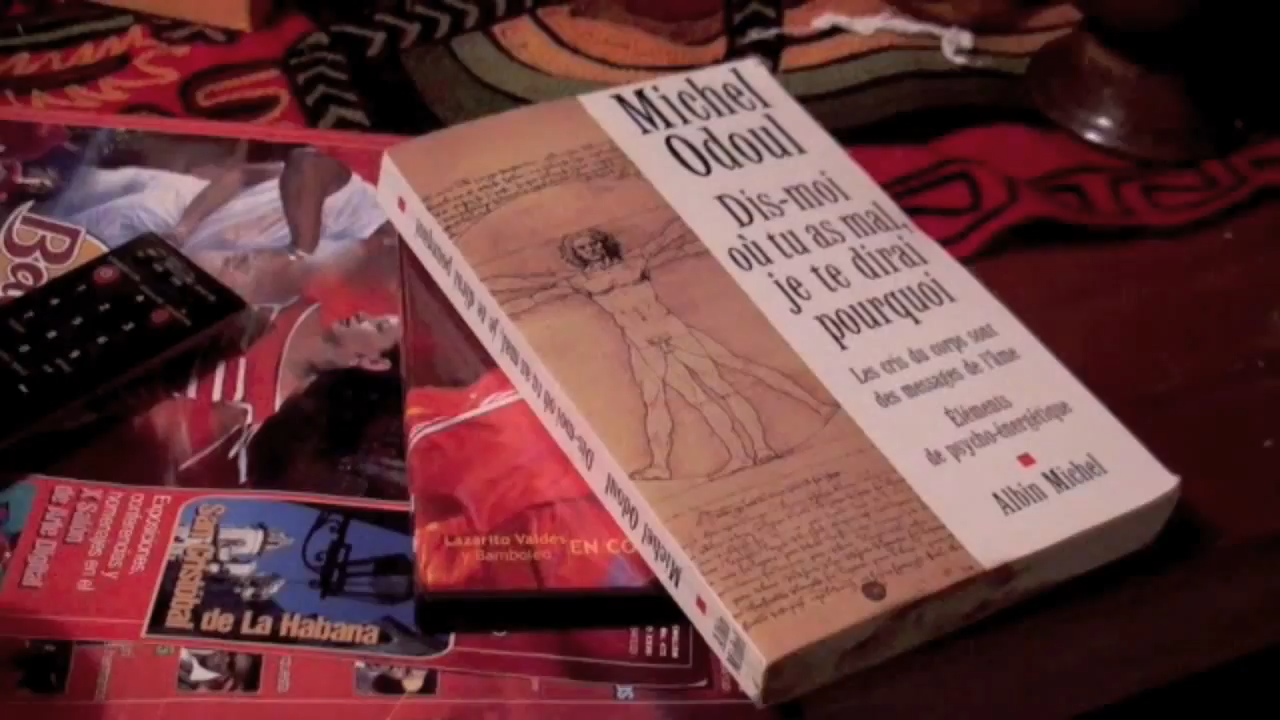 Michel
Odoul
Dis-moi
où tu as mal,
je te dirai
pourquoi
Les cris du corps sont
des messages de l'âme
Éléments
de psycho-énergétique
Albin Michel
Michel Odoul Dis-moi où tu as mal, je te dirai pourquoi
Lazarito Valdes
y Bamboleo
EN CO
Ba
Exposiciones,
conferencias y
homenajes en el
X Salón
de Arte Digital
San Cristóbal
de La Habana